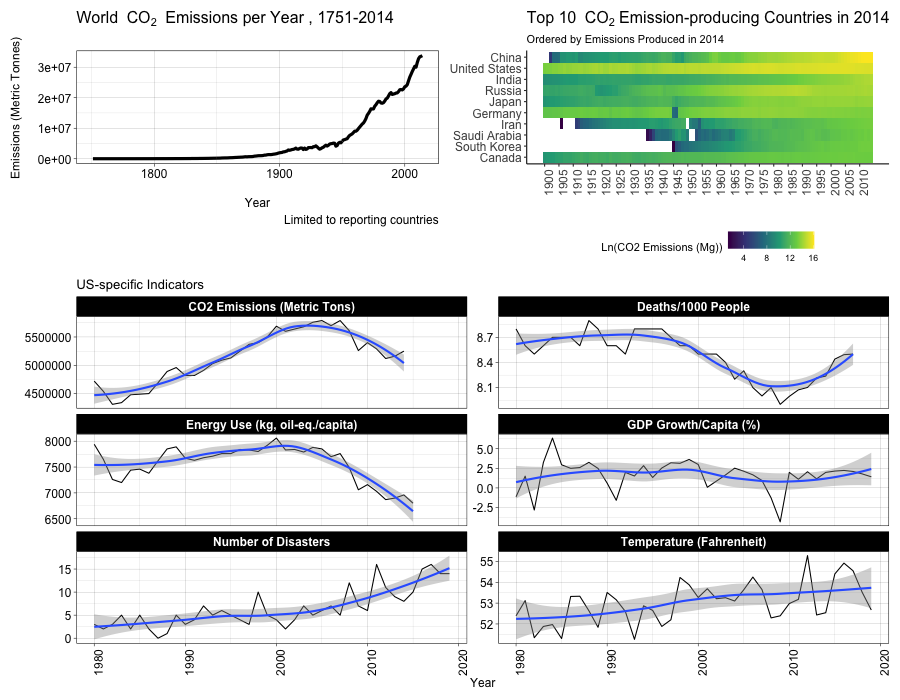 World CO2 Emissions per Year , 1751-2014
Emissions (Metric Tonnes)
3e+07
2e+07
1e+07
0e+00
1800 1900 2000
Year
Limited to reporting countries
Top 10 CO2 Emission-producing Countries in 2014
Ordered by Emissions Produced in 2014
China
United States
India
Russia
Japan
Germany
Iran
Saudi Arabia
South Korea
Canada
1900 1905 1910 1915 1920 1925 1930 1935 1940 1945 1950 1955 1960 1965 1970 1975 1980 1985 1990 1995 2000 2005 2010
Ln(CO2 Emissions (Mg))
4 8 12 16
US-specific Indicators
CO2 Emissions (Metric Tons)
5500000
5000000
4500000
Deaths/1000 People
8.7
8.4
8.1
Energy Use (kg, oil-eq./capita)
8000
7500
7000
6500
GDP Growth/Capita (%)
5.0
2.5
0.0
-2.5
Number of Disasters
15
10
5
0
1980 1990 2000 2010 2020
Temperature (Fahrenheit)
55
54
53
52
1980 1990 2000 2010 2020
Year